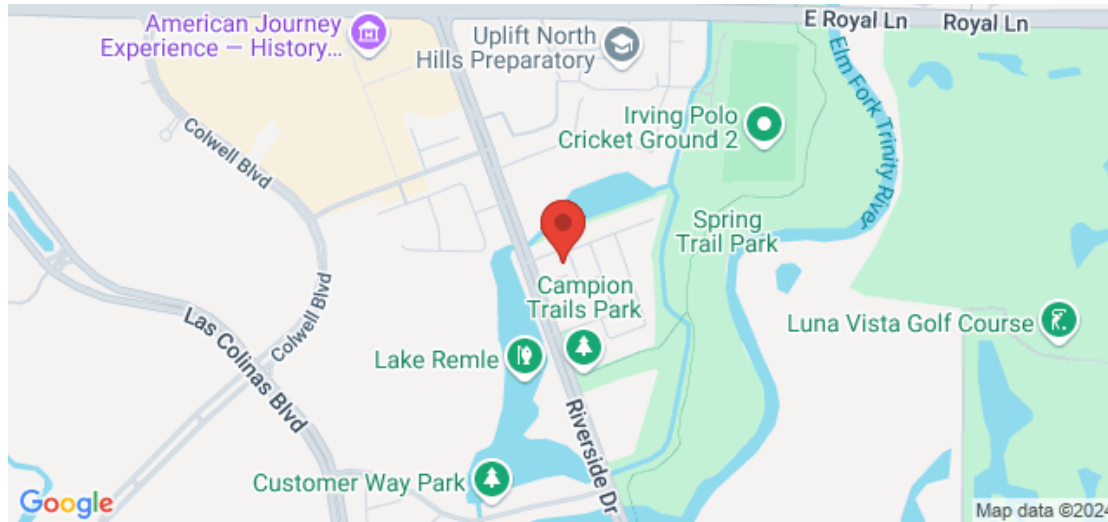 American Journey
Experience — History...
Uplift North
Hills Preparatory
E Royal Ln
Royal Ln
Irving Polo
Cricket Ground 2
Elm Fork Trinity River
Colwell Blvd
Spring
Trail Park
Campion
Trails Park
Colwell Blvd
Las Colinas Blvd
Luna Vista Golf Course
Lake Remle
Riverside Dr
Customer Way Park
Google
Map data ©2024